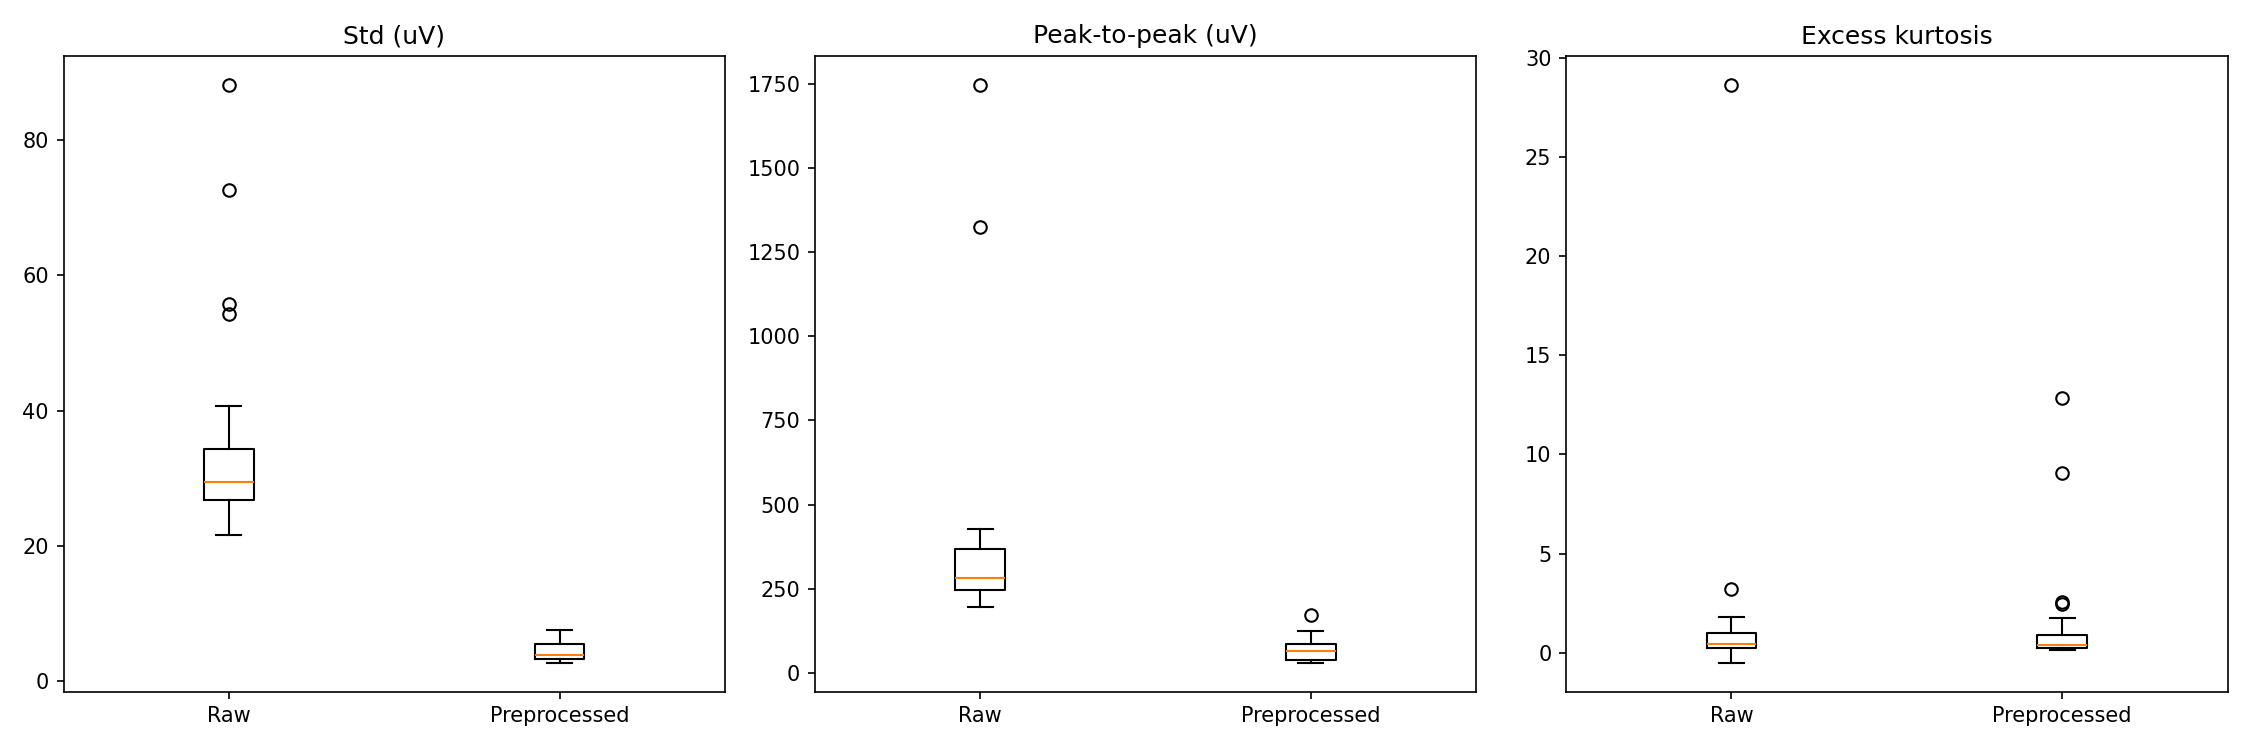 Std (uV)
80
60
40
20
0
Raw
Preprocessed
Peak-to-peak (uV)
1750
1500
1250
1000
750
500
250
0
Raw
Preprocessed
Excess kurtosis
30
25
20
15
10
5
0
Raw
Preprocessed